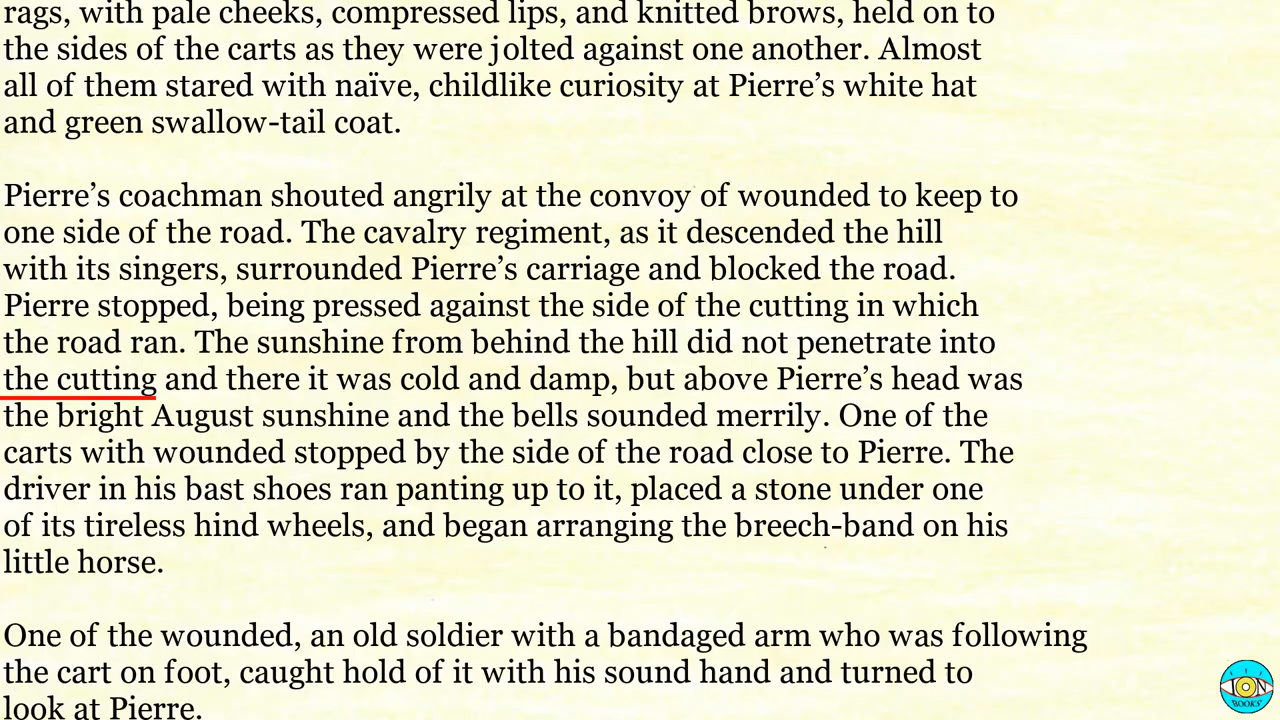 rags, with pale cheeks, compressed lips, and knitted brows, held on to
the sides of the carts as they were jolted against one another. Almost
all of them stared with naïve, childlike curiosity at Pierre’s white hat
and green swallow-tail coat.
Pierre’s coachman shouted angrily at the convoy of wounded to keep to
one side of the road. The cavalry regiment, as it descended the hill
with its singers, surrounded Pierre’s carriage and blocked the road.
Pierre stopped, being pressed against the side of the cutting in which
the road ran. The sunshine from behind the hill did not penetrate into
the cutting and there it was cold and damp, but above Pierre’s head was
the bright August sunshine and the bells sounded merrily. One of the
carts with wounded stopped by the side of the road close to Pierre. The
driver in his bast shoes ran panting up to it, placed a stone under one
of its tireless hind wheels, and began arranging the breech-band on his
little horse.
One of the wounded, an old soldier with a bandaged arm who was following
the cart on foot, caught hold of it with his sound hand and turned to
look at Pierre.
ION
BOOKS